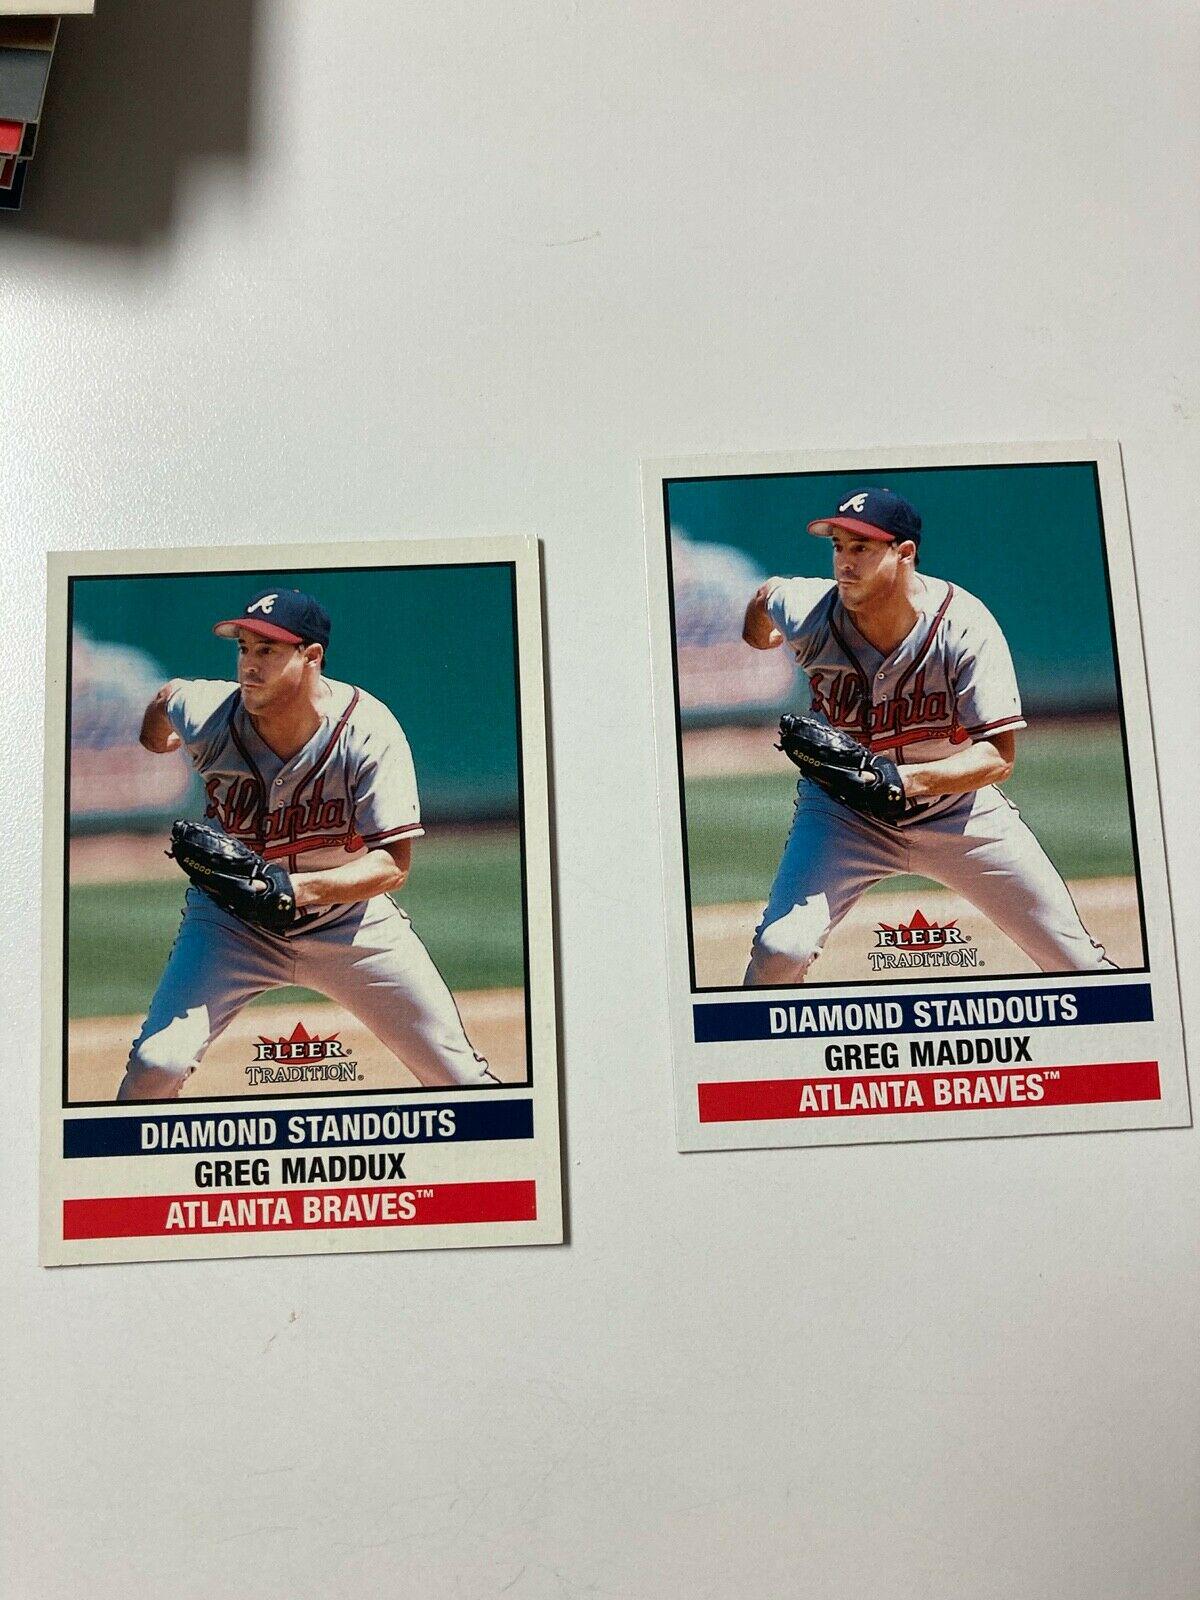 Atlanta
A2000
FLEER®
TRADITION®
DIAMOND STANDOUTS
GREG MADDUX
ATLANTA BRAVES™
Atlanta
A2000
FLEER®
TRADITION®
DIAMOND STANDOUTS
GREG MADDUX
ATLANTA BRAVES™